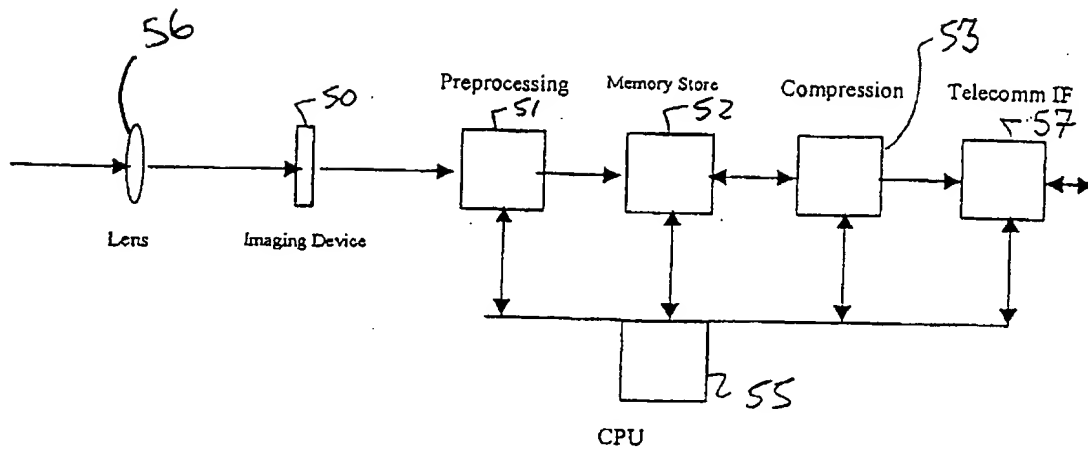 56
53
Preprocessing
Memory Store
Compression
Telecomm IF
50
51
52
57
Lens
Imaging Device
55
CPU